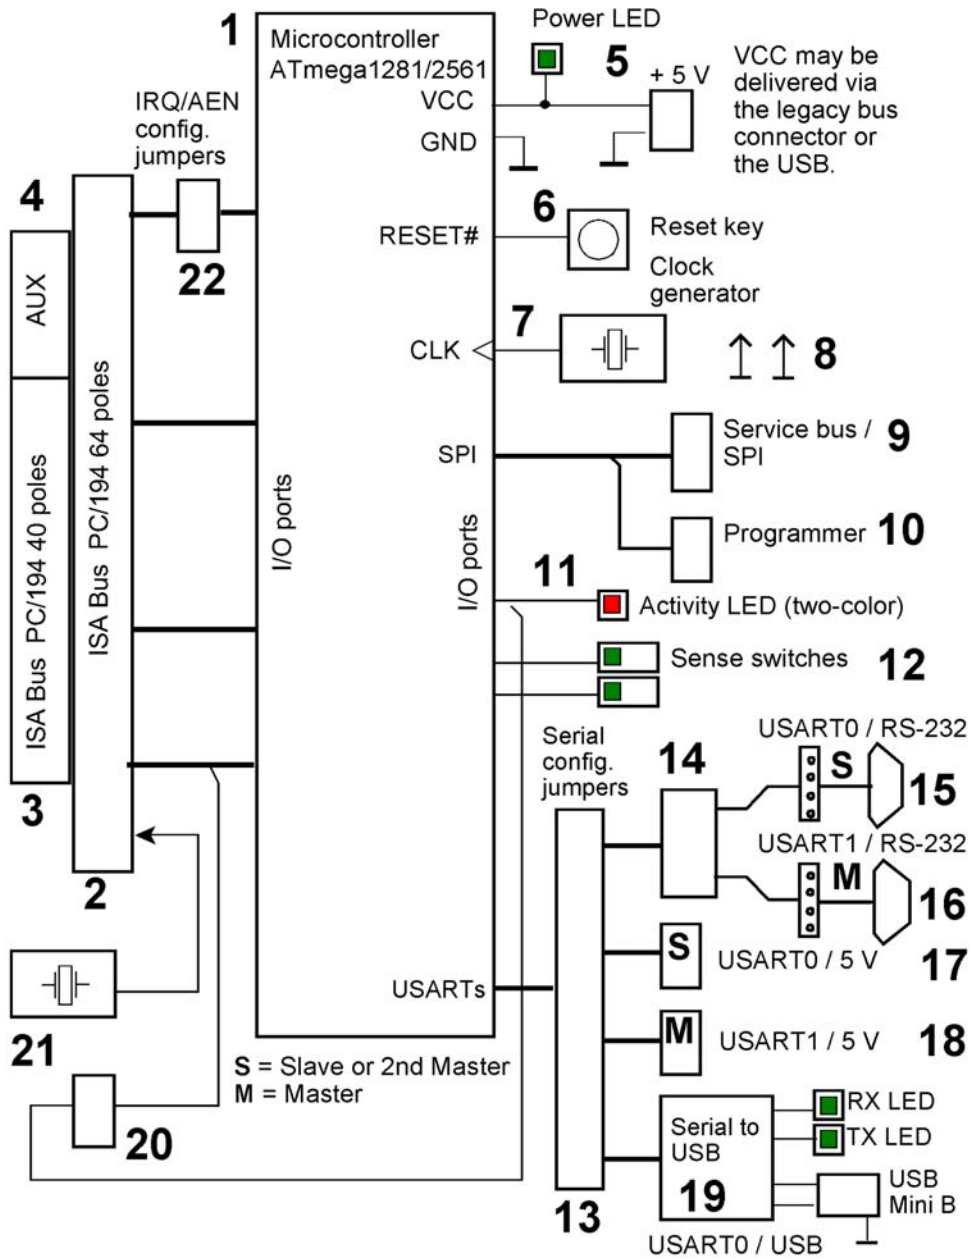 Power LED
1
Microcontroller
ATmega1281/2561
5
+ 5 V
VCC may be
delivered via
the legacy bus
connector or
the USB.
VCC
GND
IRQ/AEN
config.
jumpers
4
22
RESET#
6
Reset key
Clock
generator
7
CLK
8
AUX
ISA Bus PC/194 40 poles
ISA Bus PC/194 64 poles
I/O ports
SPI
Service bus /
SPI
9
Programmer
10
I/O ports
11
Activity LED (two-color)
Sense switches
12
3
2
Serial
config.
jumpers
14
USART0 / RS-232
S
15
USART1 / RS-232
M
16
S
USART0 / 5 V
17
USARTs
M
USART1 / 5 V
18
21
S = Slave or 2nd Master
M = Master
20
13
Serial to
USB
19
RX LED
TX LED
USB
Mini B
USART0 / USB